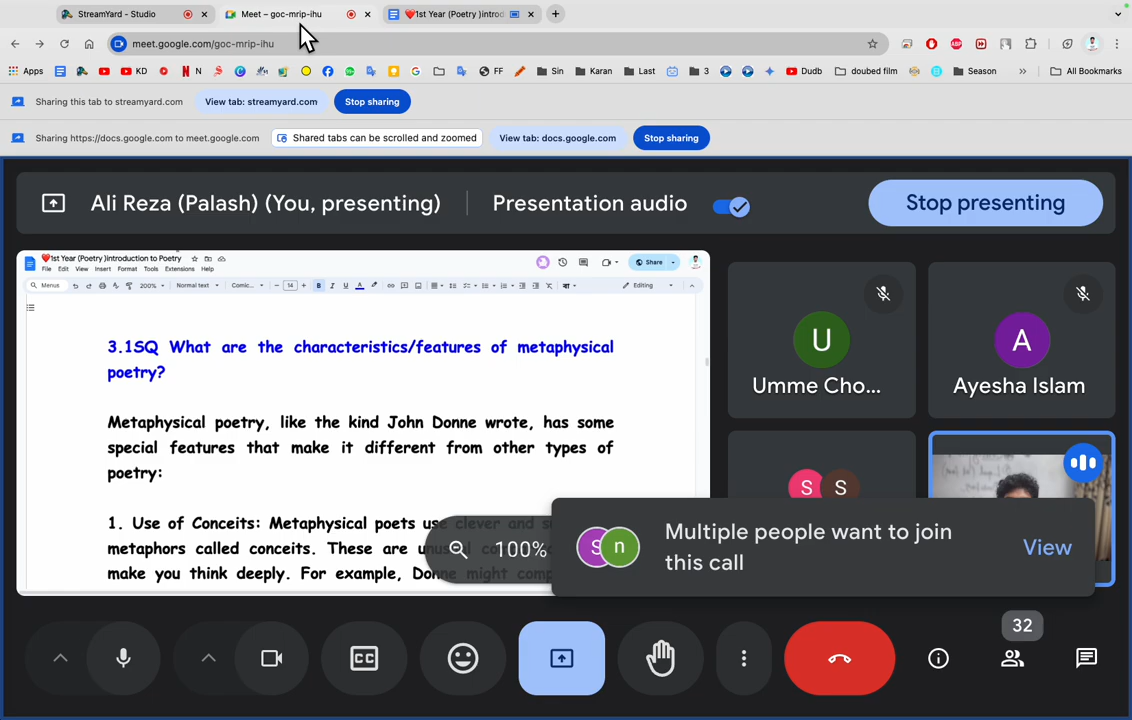 StreamYard - Studio
Meet – goc-mrip-ihu
1st Year (Poetry )introd
meet.google.com/goc-mrip-ihu
Apps
KD
N
FF
Sin
Karan
Last
3
Dudb
doubed film
Season
All Bookmarks
Sharing this tab to streamyard.com
View tab: streamyard.com
Stop sharing
Sharing https://docs.google.com to meet.google.com
Shared tabs can be scrolled and zoomed
View tab: docs.google.com
Stop sharing
Ali Reza (Palash) (You, presenting)
Presentation audio
Stop presenting
1st Year (Poetry )introduction to Poetry
File Edit View Insert Format Tools Extensions Help
Share
Menus
200%
Normal text
Comic...
14
B I U A
Editing
3.1SQ What are the characteristics/features of metaphysical
poetry?
Metaphysical poetry, like the kind John Donne wrote, has some
special features that make it different from other types of
poetry:
1. Use of Conceits: Metaphysical poets use clever and
metaphors called conceits. These are
make you think deeply. For example, Donne might
100%
U
Umme Cho...
A
Ayesha Islam
S S
S n
Multiple people want to join
this call
View
CC
32